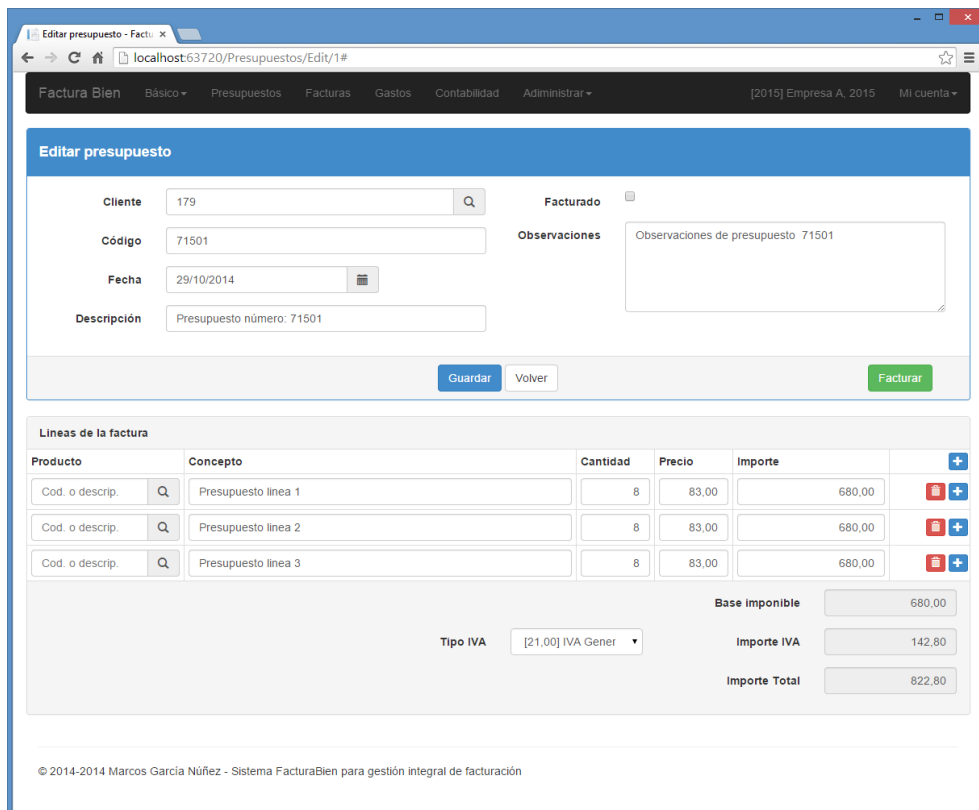 Editar presupuesto - Factu
localhost:63720/Presupuestos/Edit/1#
Factura Bien Básico Presupuestos Facturas Gastos Contabilidad Adiministrar [2015] Empresa A, 2015 Mi cuenta
Editar presupuesto
Cliente 179 Facturado
Código 71501 Observaciones Observaciones de presupuesto 71501
Fecha 29/10/2014
Descripción Presupuesto número: 71501
Guardar Volver Facturar
Lineas de la factura
Producto Concepto Cantidad Precio Importe
Cod. o descrip. Presupuesto linea 1 8 83,00 680,00
Cod. o descrip. Presupuesto linea 2 8 83,00 680,00
Cod. o descrip. Presupuesto linea 3 8 83,00 680,00
Base imponible 680,00
Tipo IVA [21,00] IVA Gener Importe IVA 142,80
Importe Total 822,80
© 2014-2014 Marcos García Núñez - Sistema FacturaBien para gestión integral de facturación